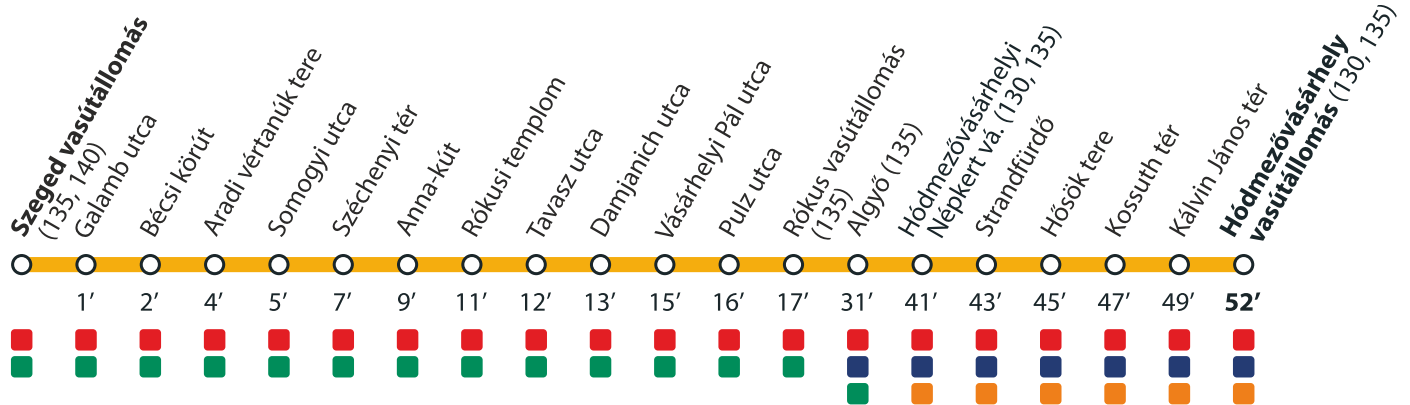 Szeged vasútállomás
(135, 140)
Galamb utca
Bécsi körút
Aradi vértanúk tere
Somogyi utca
Széchenyi tér
Anna-kút
Rókusi templom
Tavasz utca
Damjanich utca
Vásárhelyi Pál utca
Pulz utca
Rókus vasútállomás
(135)
Algyő (135)
Hódmezővásárhelyi
Népkert vá. (130, 135)
Strandfürdő
Hősök tere
Kossuth tér
Kálvin János tér
Hódmezővásárhely
vasútállomás (130, 135)
1’ 2’ 4’ 5’ 7’ 9’ 11’ 12’ 13’ 15’ 16’ 17’ 31’ 41’ 43’ 45’ 47’ 49’ 52’